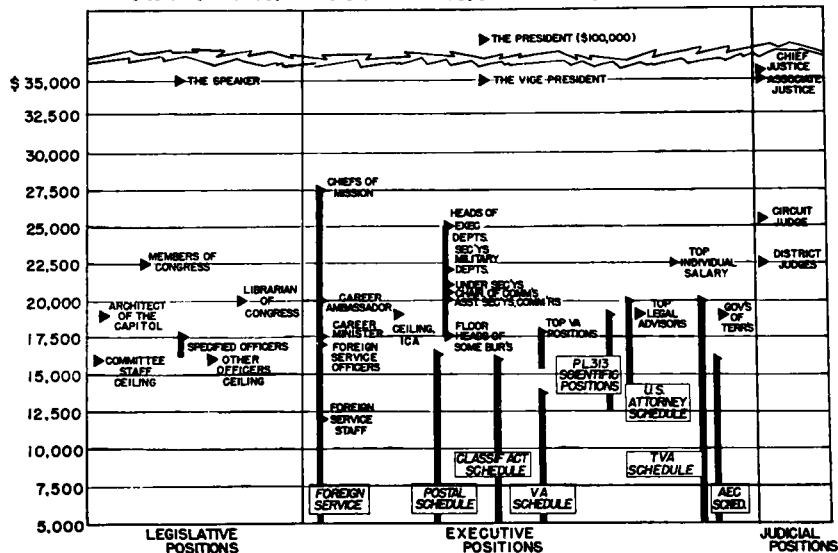 THE PRESIDENT ($100,000)
CHIEF
JUSTICE
$ 35,000
THE SPEAKER
THE VICE PRESIDENT
ASSOCIATE
JUSTICE
32,500
30,000
27,500
CHIEFS OF
MISSION
25,000
HEADS OF
EXEC
DEPTS.
SEC'YS
MILITARY
DEPTS.
CIRCUIT
JUDGE
22,500
MEMBERS OF
CONGRESS
TOP
INDIVIDUAL
SALARY
DISTRICT
JUDGES
UNDER SEC'YS
CHAIR OF COMM'S
ASST SECYS, COMM'RS
20,000
ARCHITECT
OF THE
CAPITOL
LIBRARIAN
OF
CONGRESS
CAREER
AMBASSADOR
CEILING,
ICA
TOP
LEGAL
ADVISORS
GOV'S
OF
TERR'S
17,500
SPECIFIED OFFICERS
CAREER
MINISTER
FOREIGN
SERVICE
OFFICERS
FLOOR
HEADS OF
SOME BUR'S
TOP VA
POSITIONS
COMMITTEE
STAFF
CEILING
OTHER
OFFICERS
CEILING
15,000
PL313
SCIENTIFIC
POSITIONS
U.S.
ATTORNEY
SCHEDULE
12,500
FOREIGN
SERVICE
STAFF
10,000
CLASSIF ACT
SCHEDULE
TVA
SCHEDULE
7,500
FOREIGN
SERVICE
POSTAL
SCHEDULE
VA
SCHEDULE
AEC
SCHED.
5,000
LEGISLATIVE
POSITIONS
EXECUTIVE
POSITIONS
JUDICIAL
POSITIONS